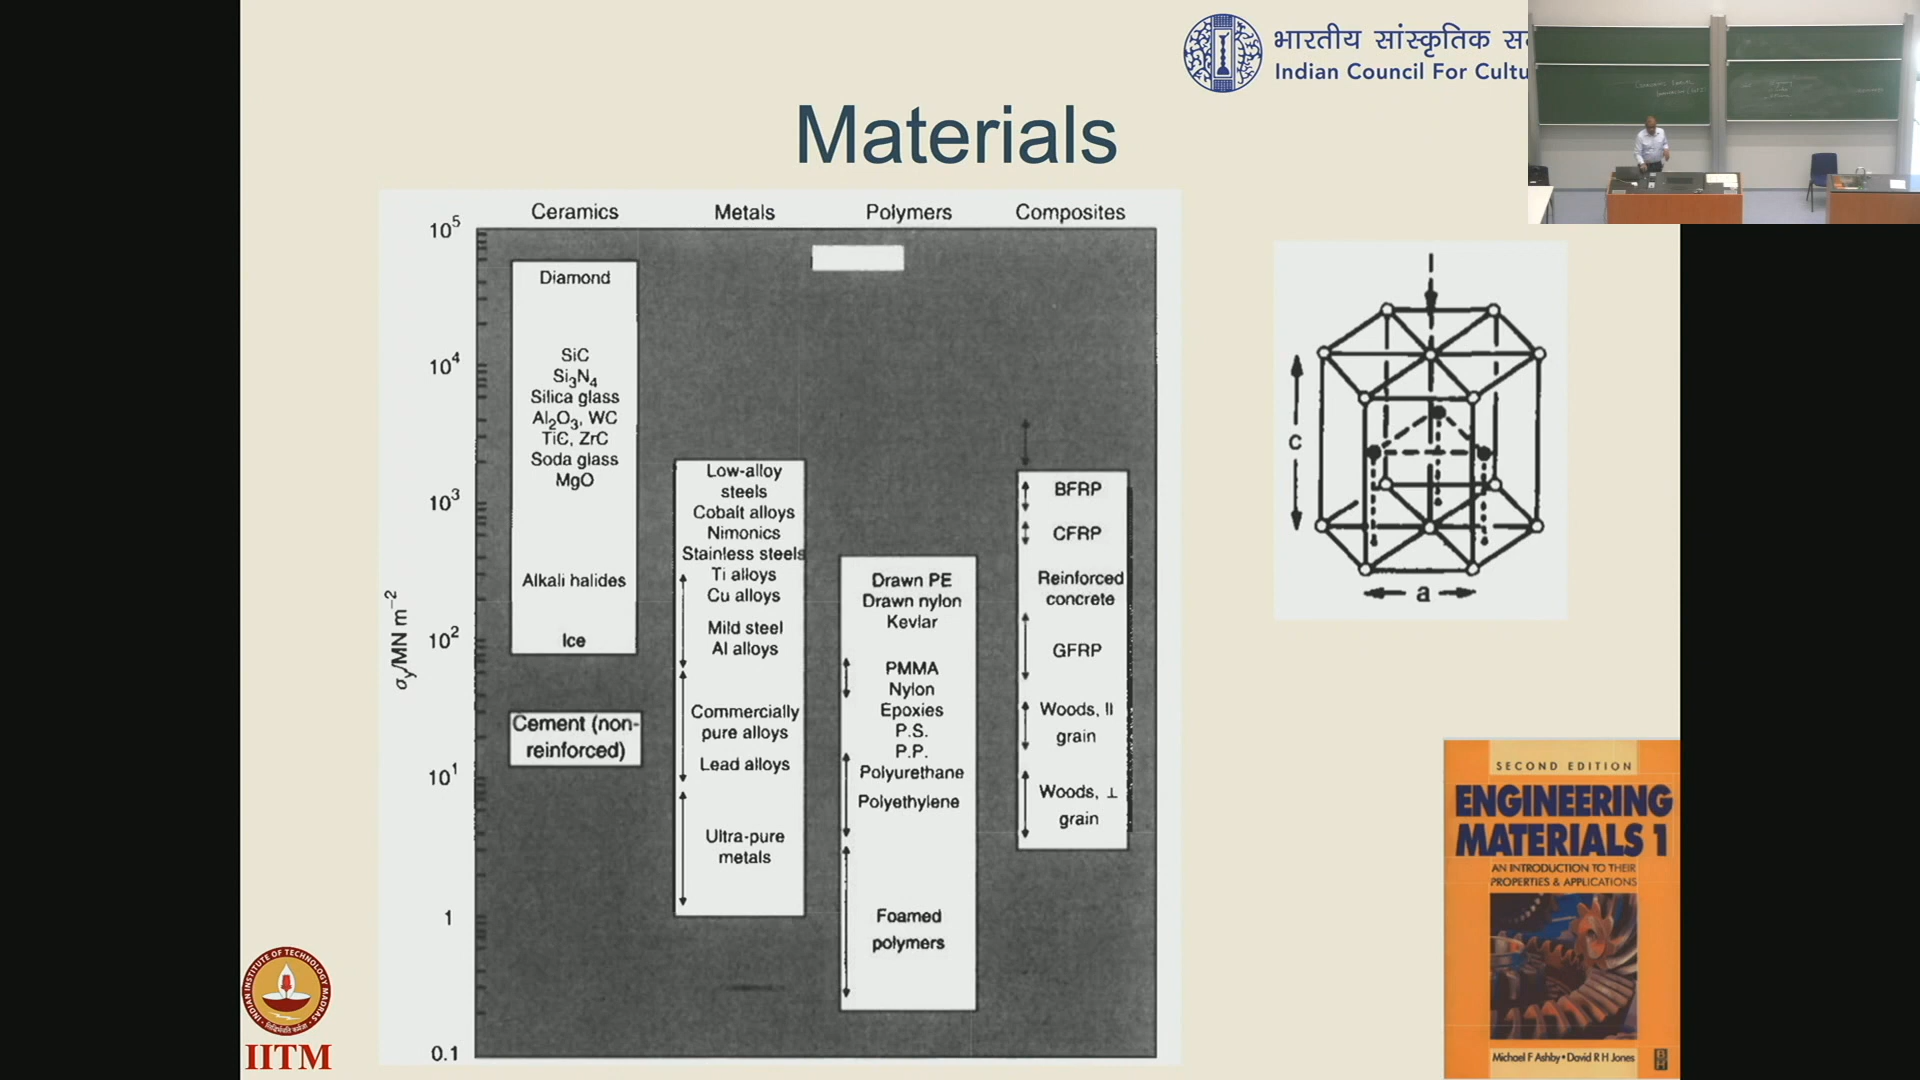 भारतीय सांस्कृतिक
Indian Council For
Materials
Ceramics Metals Polymers Composites
10⁵
10⁴
10³
10²
10¹
1
0.1
σy/MN m⁻²
Diamond
SiC
Si₃N₄
Silica glass
Al₂O₃, WC
TiC, ZrC
Soda glass
MgO
Alkali halides
Ice
Cement (non-
reinforced)
Low-alloy
steels
Cobalt alloys
Nimonics
Stainless steels
Ti alloys
Cu alloys
Mild steel
Al alloys
Commercially
pure alloys
Lead alloys
Ultra-pure
metals
Drawn PE
Drawn nylon
Kevlar
PMMA
Nylon
Epoxies
P.S.
P.P.
Polyurethane
Polyethylene
Foamed
polymers
BFRP
CFRP
Reinforced
concrete
GFRP
Woods, ||
grain
Woods, ⊥
grain
c
a
SECOND EDITION
ENGINEERING
MATERIALS 1
AN INTRODUCTION TO THEIR
PROPERTIES & APPLICATIONS
Michael F Ashby • David R H Jones
INDIAN INSTITUTE OF TECHNOLOGY MADRAS
IITM